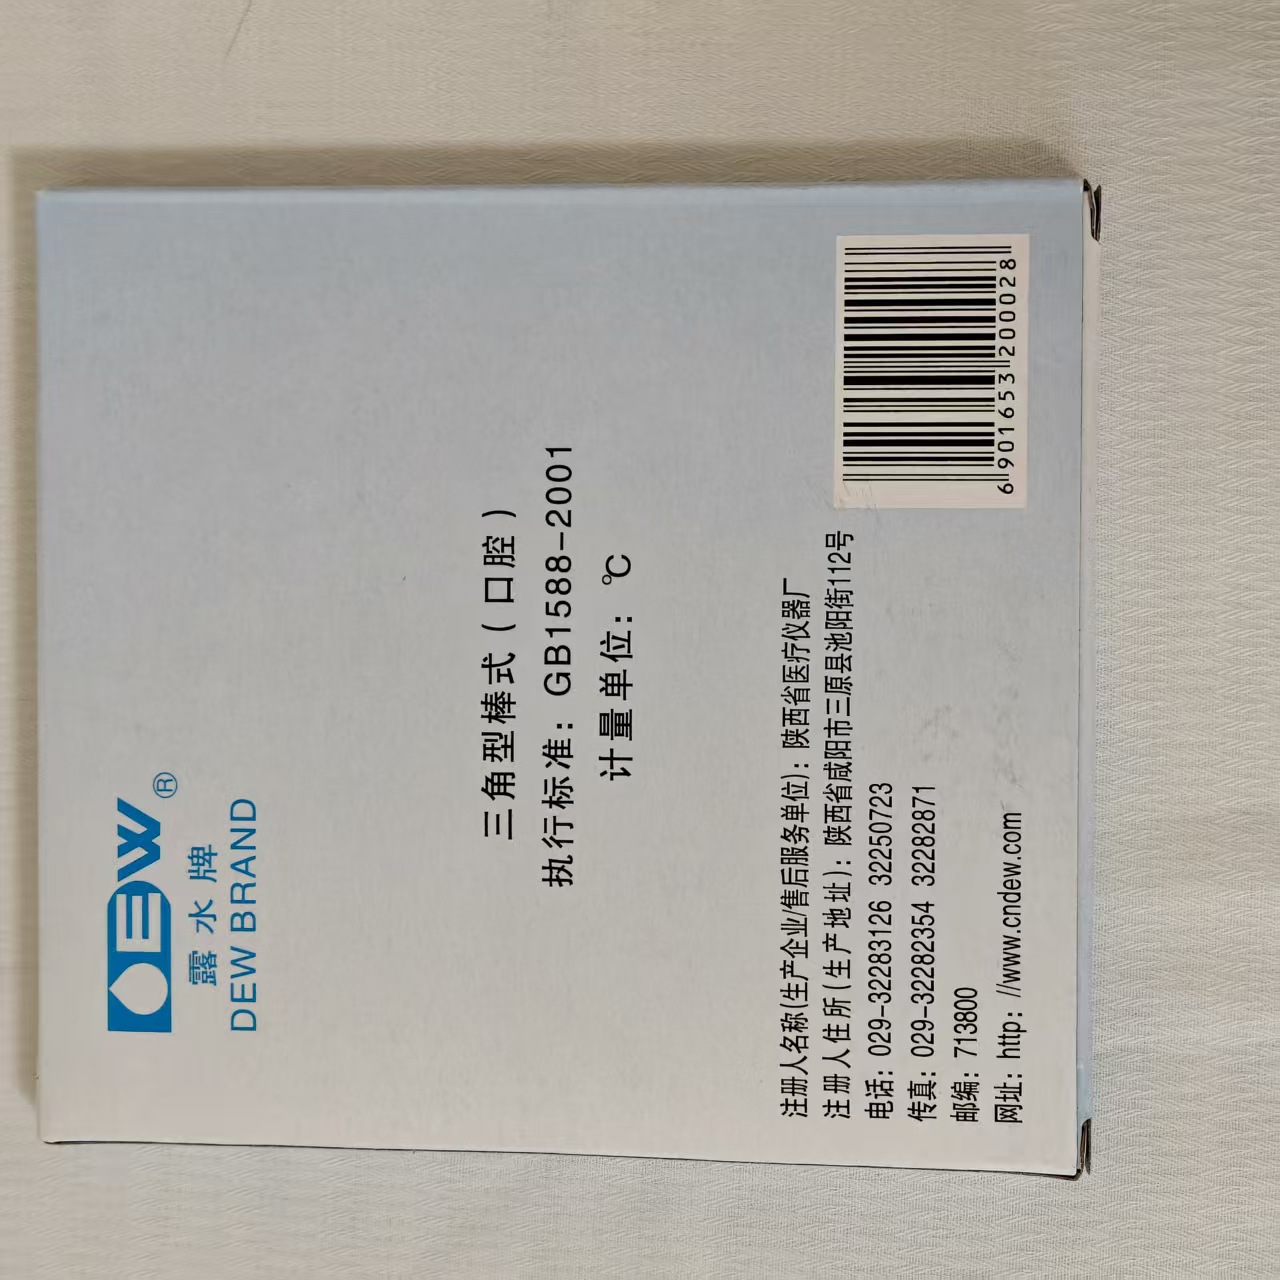 DEW®
露水牌
DEW BRAND
三角型棒式（口腔）
执行标准：GB1588-2001
计量单位：℃
注册人名称(生产企业/售后服务单位)：陕西省医疗仪器厂
注册人住所(生产地址)：陕西省咸阳市三原县池阳街112号
电话：029-32283126 32250723
传真：029-32282354 32282871
邮编：713800
网址：http：//www.cndew.com
6901653200028